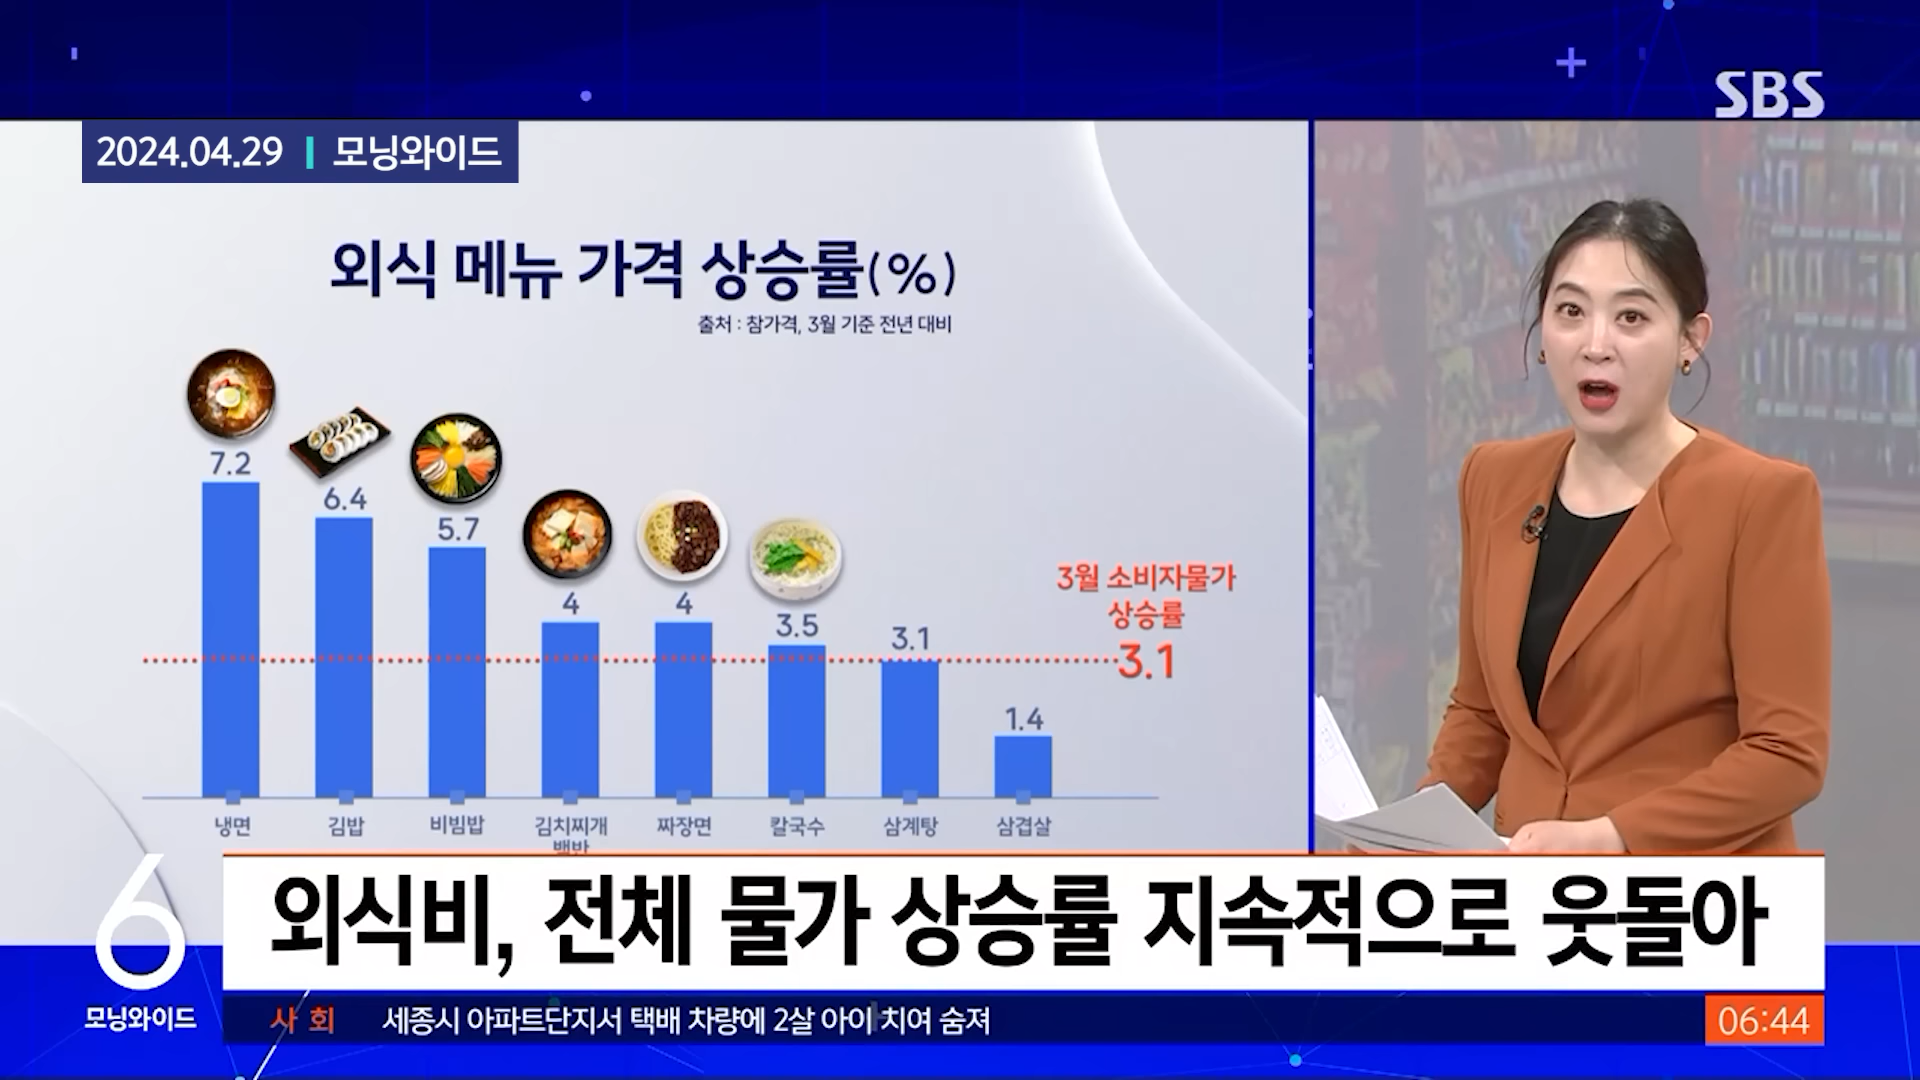 SBS
2024.04.29 | 모닝와이드
외식 메뉴 가격 상승률(%)
출처 : 참가격, 3월 기준 전년 대비
7.2
6.4
5.7
4
4
3.5
3.1
1.4
3월 소비자물가
상승률
3.1
냉면
김밥
비빔밥
김치찌개
백반
짜장면
칼국수
삼계탕
삼겹살
외식비, 전체 물가 상승률 지속적으로 웃돌아
6
모닝와이드
사회
세종시 아파트단지서 택배 차량에 2살 아이 치여 숨져
06:44